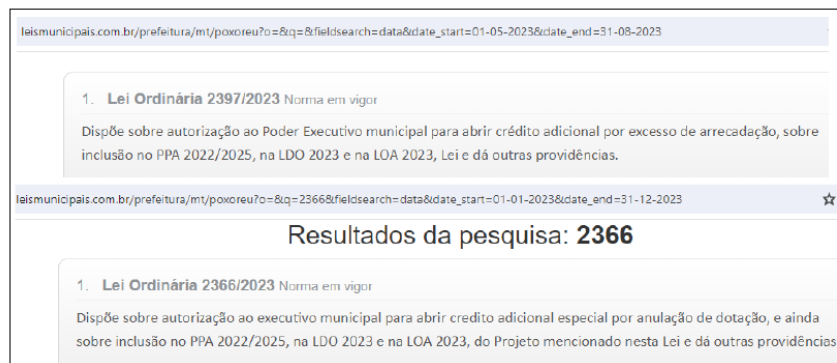 leismunicipais.com.br/prefeitura/mt/poxoreu?o=&q=&fieldsearch=data&date_start=01-05-2023&date_end=31-08-2023
1. Lei Ordinária 2397/2023 Norma em vigor
Dispõe sobre autorização ao Poder Executivo municipal para abrir crédito adicional por excesso de arrecadação, sobre
inclusão no PPA 2022/2025, na LDO 2023 e na LOA 2023, Lei e dá outras providências.
leismunicipais.com.br/prefeitura/mt/poxoreu?o=&q=2366&fieldsearch=data&date_start=01-01-2023&date_end=31-12-2023
Resultados da pesquisa: 2366
1. Lei Ordinária 2366/2023 Norma em vigor
Dispõe sobre autorização ao executivo municipal para abrir credito adicional especial por anulação de dotação, e ainda
sobre inclusão no PPA 2022/2025, na LDO 2023 e na LOA 2023, do Projeto mencionado nesta Lei e dá outras providências